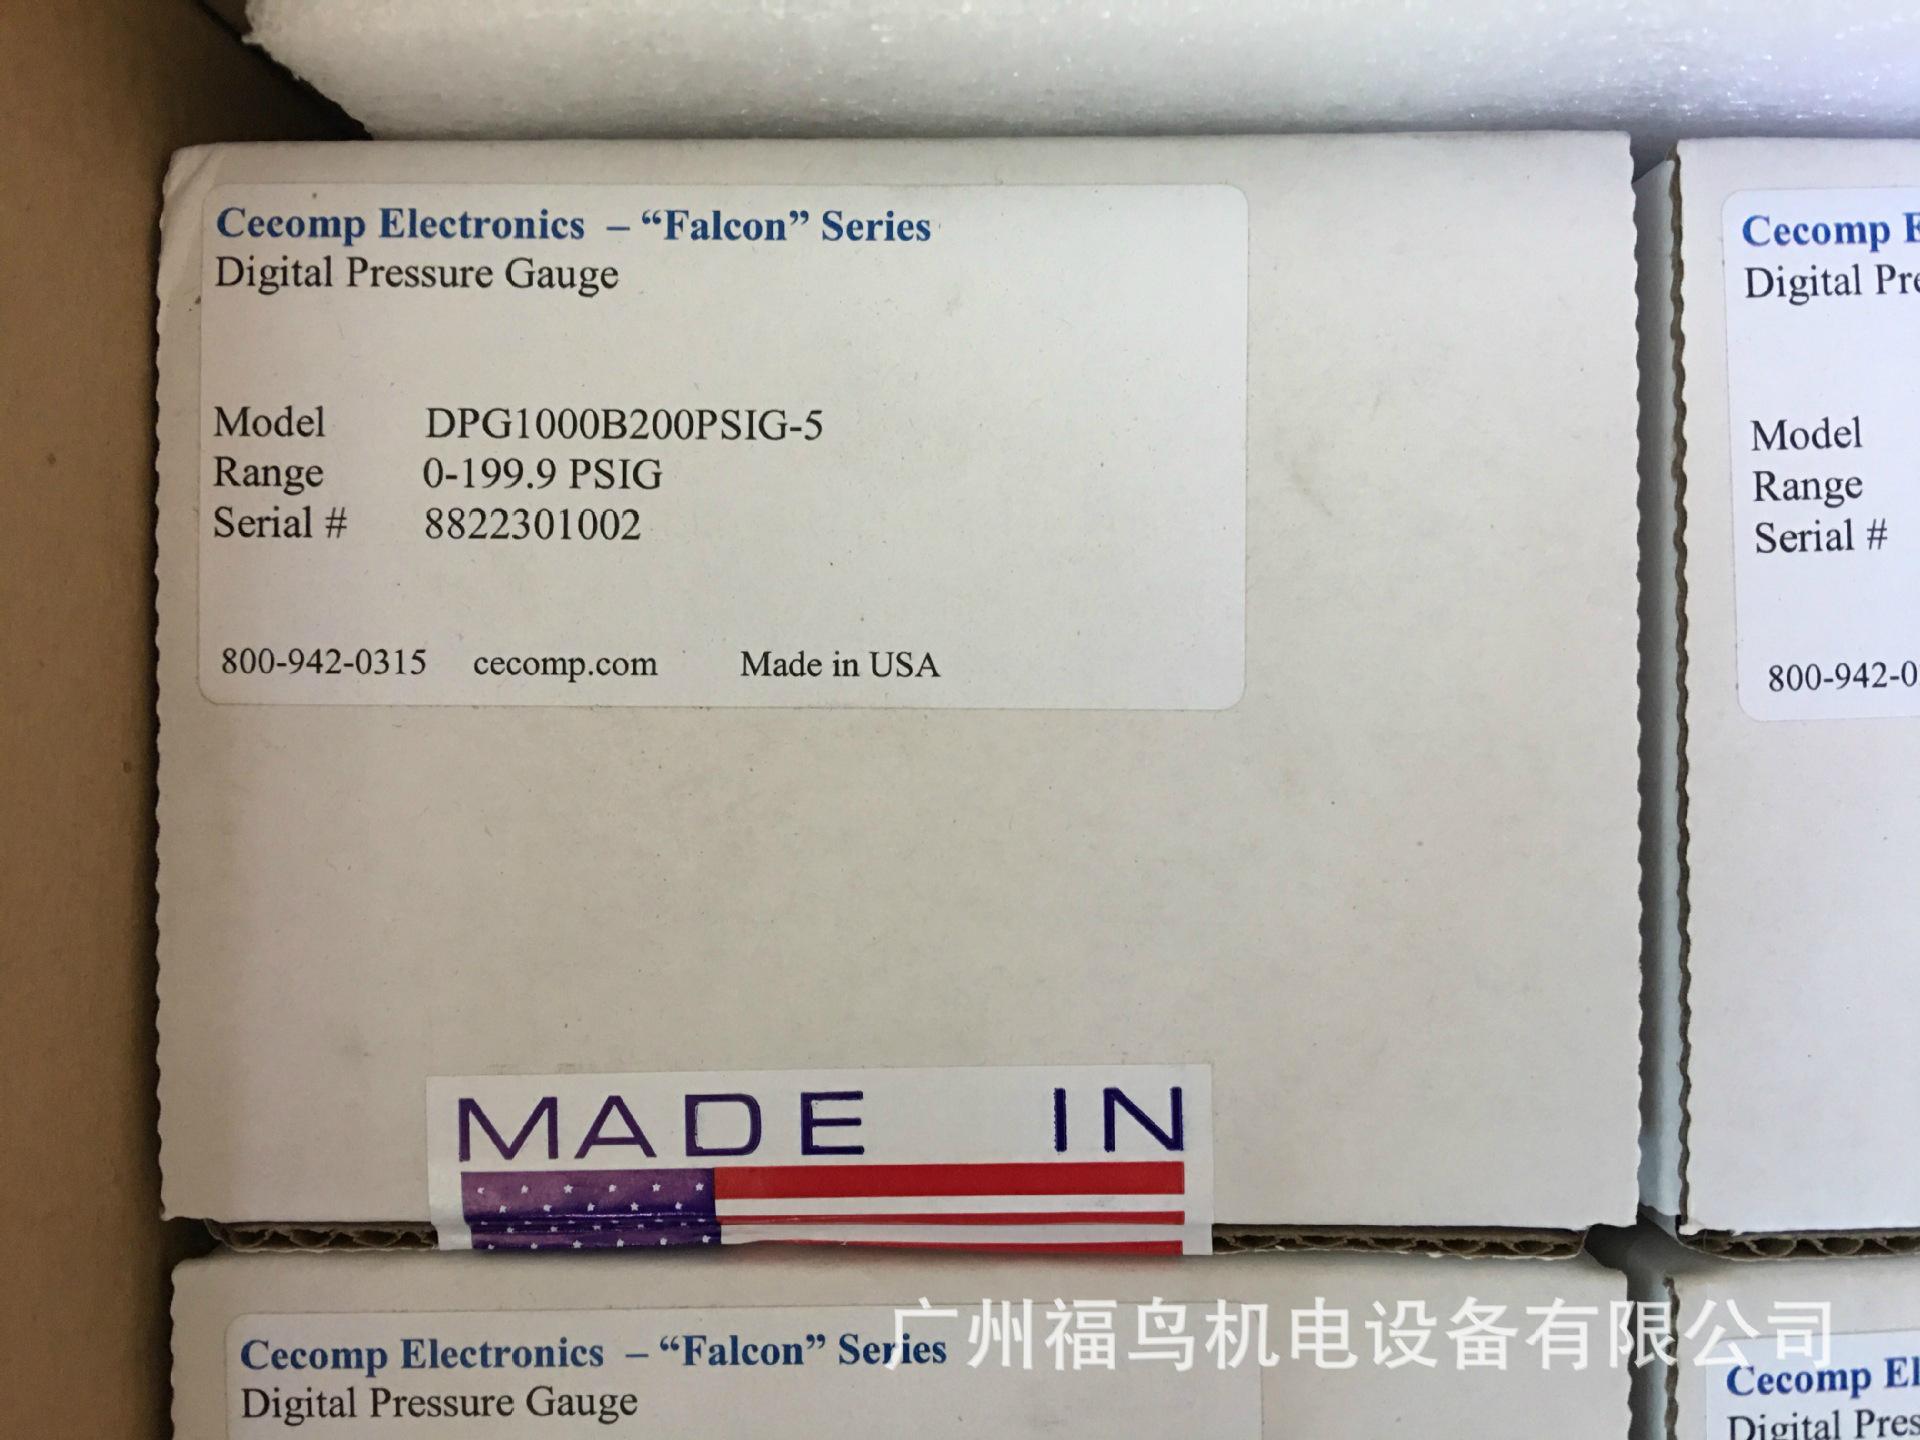 Cecomp Electronics – “Falcon” Series
Digital Pressure Gauge
Model DPG1000B200PSIG-5
Range 0-199.9 PSIG
Serial # 8822301002
800-942-0315 cecomp.com Made in USA
MADE IN
Cecomp
Digital
Model
Range
Serial #
800-942-0
Cecomp Electronics – “Falcon” Series
Digital Pressure Gauge
广州福鸟机电设备有限公司
Cecomp
Digital